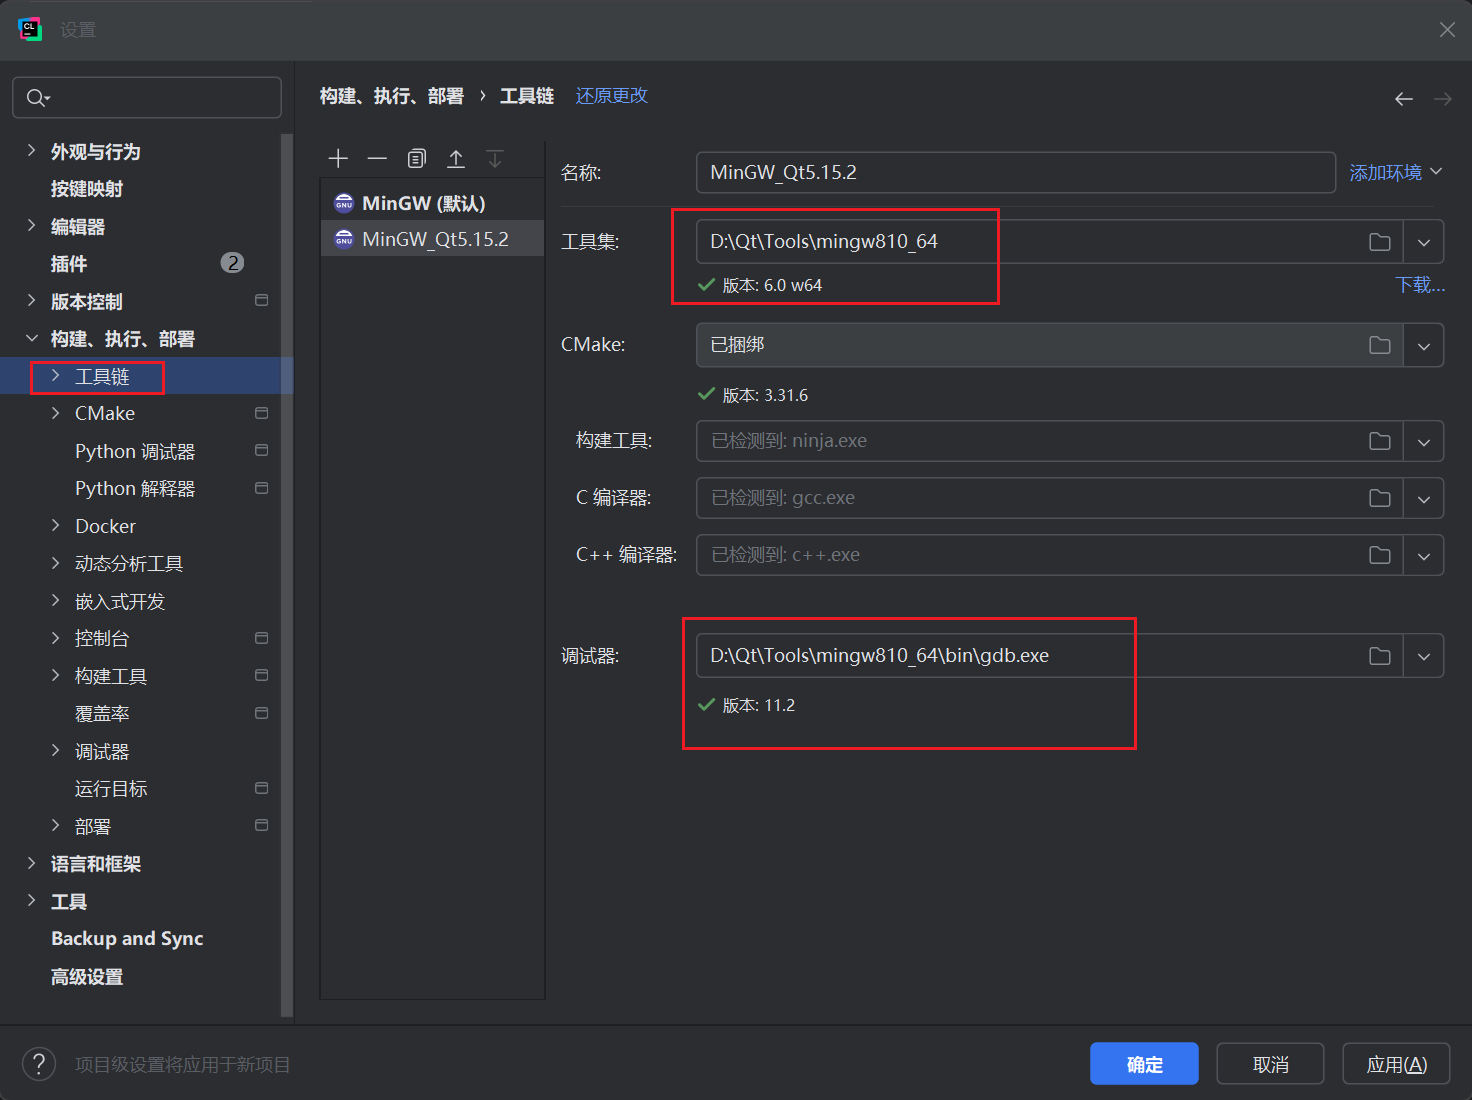 设置
构建、执行、部署 › 工具链 还原更改
外观与行为
按键映射
编辑器
插件 2
版本控制
构建、执行、部署
工具链
CMake
Python 调试器
Python 解释器
Docker
动态分析工具
嵌入式开发
控制台
构建工具
覆盖率
调试器
运行目标
部署
语言和框架
工具
Backup and Sync
高级设置
MinGW (默认)
MinGW_Qt5.15.2
名称: MinGW_Qt5.15.2 添加环境
工具集: D:\Qt\Tools\mingw810_64
版本: 6.0 w64 下载...
CMake: 已捆绑
版本: 3.31.6
构建工具: 已检测到: ninja.exe
C 编译器: 已检测到: gcc.exe
C++ 编译器: 已检测到: c++.exe
调试器: D:\Qt\Tools\mingw810_64\bin\gdb.exe
版本: 11.2
? 项目级设置将应用于新项目
确定 取消 应用(A)